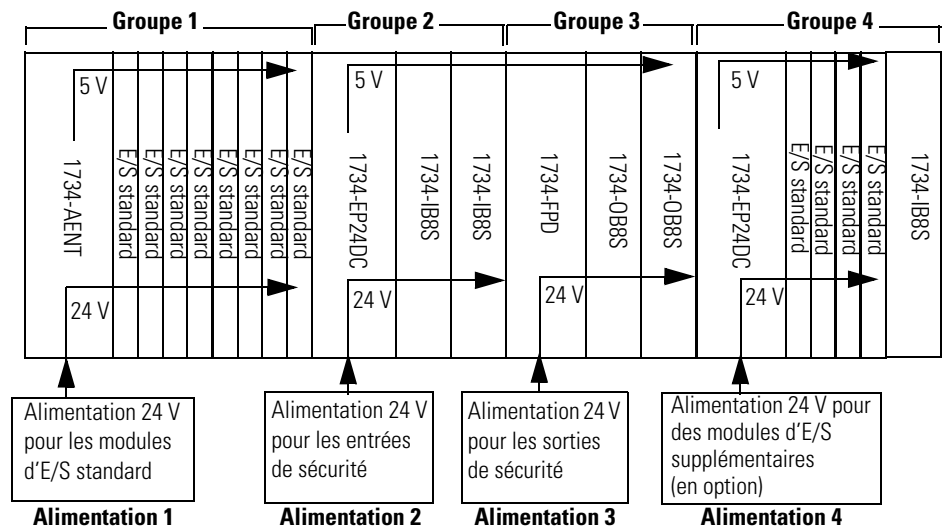 Groupe 1
Groupe 2
Groupe 3
Groupe 4
5 V
5 V
5 V
1734-AENT
E/S standard
E/S standard
E/S standard
E/S standard
E/S standard
E/S standard
E/S standard
E/S standard
1734-EP24DC
1734-IB8S
1734-IB8S
1734-FPD
1734-OB8S
1734-OB8S
1734-EP24DC
E/S standard
E/S standard
E/S standard
E/S standard
1734-IB8S
24 V
24 V
24 V
24 V
Alimentation 24 V
pour les modules
d'E/S standard
Alimentation 24 V
pour les entrées
de sécurité
Alimentation 24 V
pour les sorties
de sécurité
Alimentation 24 V pour
des modules d'E/S
supplémentaires
(en option)
Alimentation 1
Alimentation 2
Alimentation 3
Alimentation 4